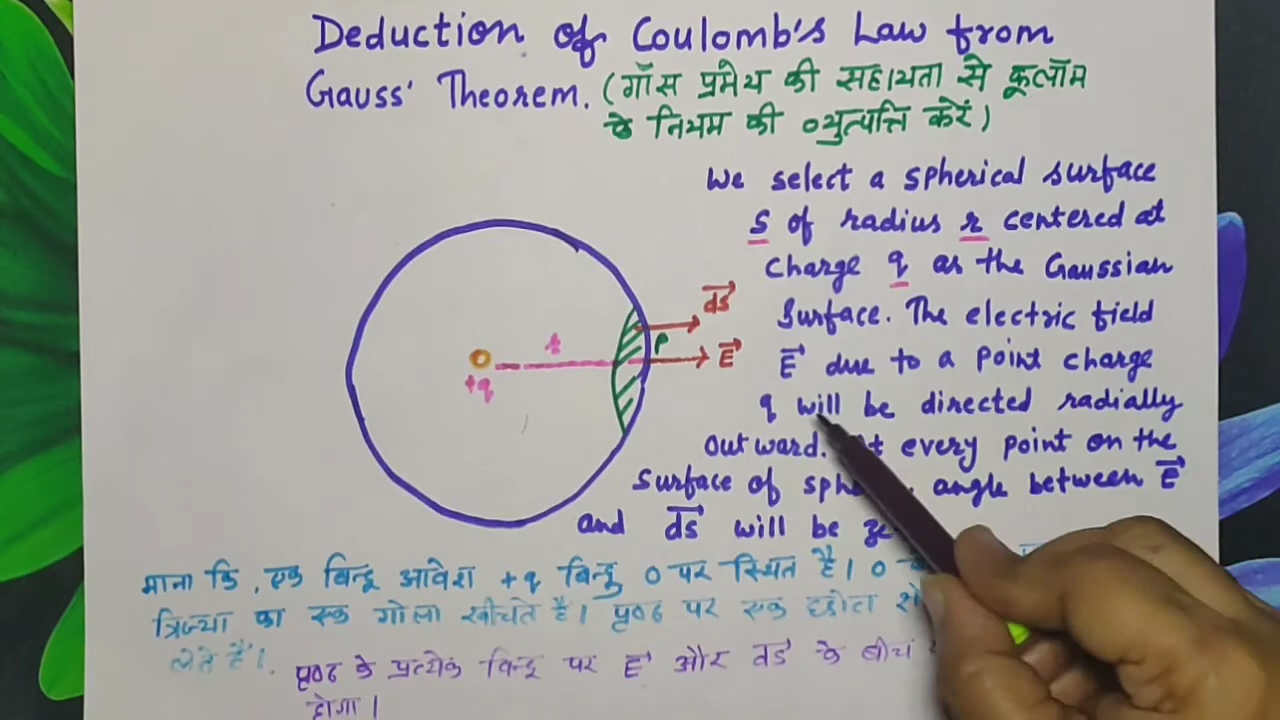 Deduction of Coulomb's Law from
Gauss' Theorem. (गॉस प्रमेय की सहायता से कूलॉम
के नियम की व्युत्पत्ति करें)
We select a spherical surface
S of radius r centered at
charge q as the Gaussian
Surface. The electric field
E⃗ due to a point charge
q will be directed radially
outward. At every point on the
Surface of angle between E⃗
and ds⃗ will be
ds⃗
r P E⃗
O
+q
माना कि, एक बिन्दू आवेश +q बिन्दू O पर स्थित है। O
त्रिज्या का एक गोला खींचते है। पृष्ठ पर एक छोटा
लेते है।
पृष्ठ के प्रत्येक बिन्दू पर E⃗ और ds⃗ के बीच
होगा।